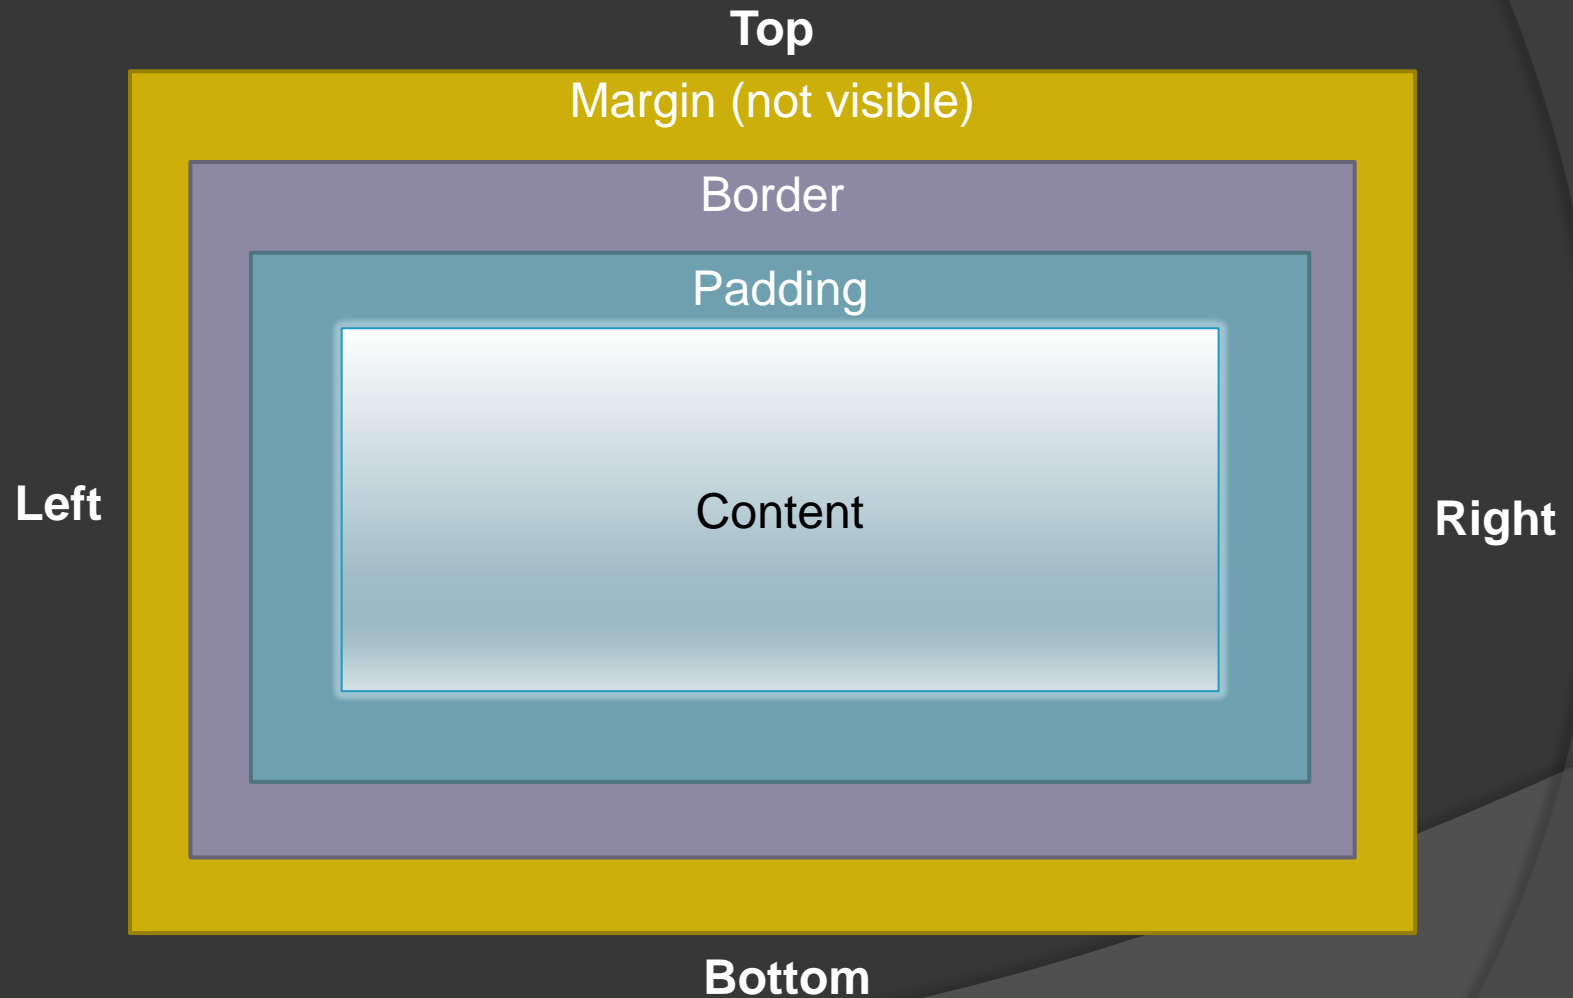 Top
Margin (not visible)
Border
Padding
Left
Content
Right
Bottom